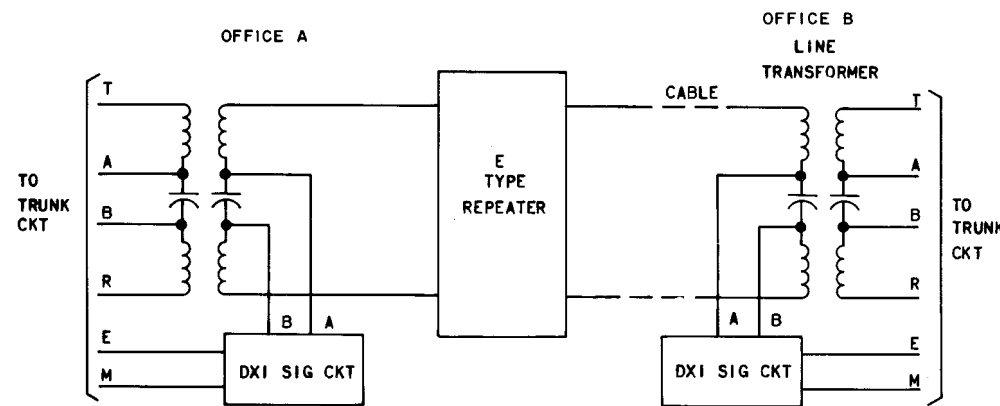 OFFICE A
OFFICE B
LINE
TRANSFORMER
T
A
B
R
E
M
TO
TRUNK
CKT
E
TYPE
REPEATER
CABLE
T
A
B
R
E
M
TO
TRUNK
CKT
B A
DX1 SIG CKT
A B
DX1 SIG CKT